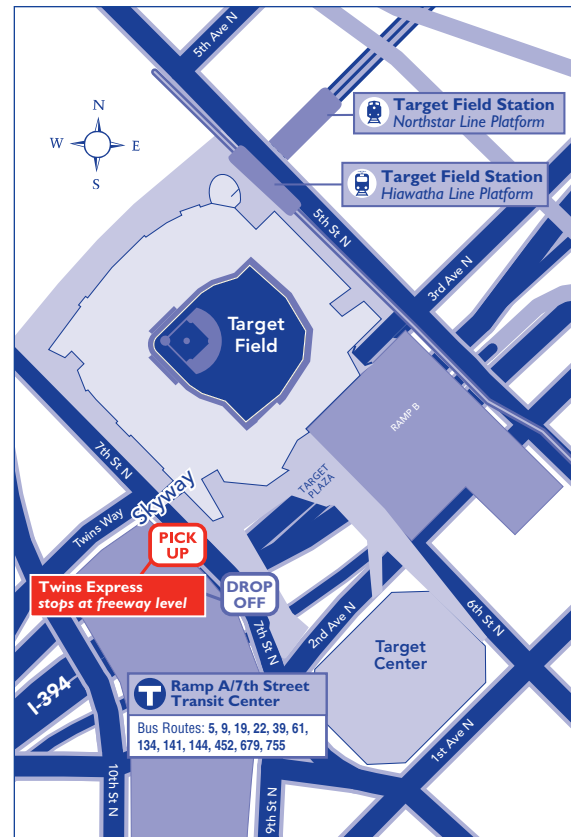 5th Ave N
N
W
E
S
Target Field Station
Northstar Line Platform
Target Field Station
Hiawatha Line Platform
5th St N
3rd Ave N
Target
Field
RAMP B
7th St N
Skyway
TARGET
PLAZA
Twins Way
PICK
UP
Twins Express
stops at freeway level
DROP
OFF
7th St N
2nd Ave N
6th St N
Target
Center
I-394
T
Ramp A/7th Street
Transit Center
Bus Routes: 5, 9, 19, 22, 39, 61,
134, 141, 144, 452, 679, 755
1st Ave N
10th St N
9th St N